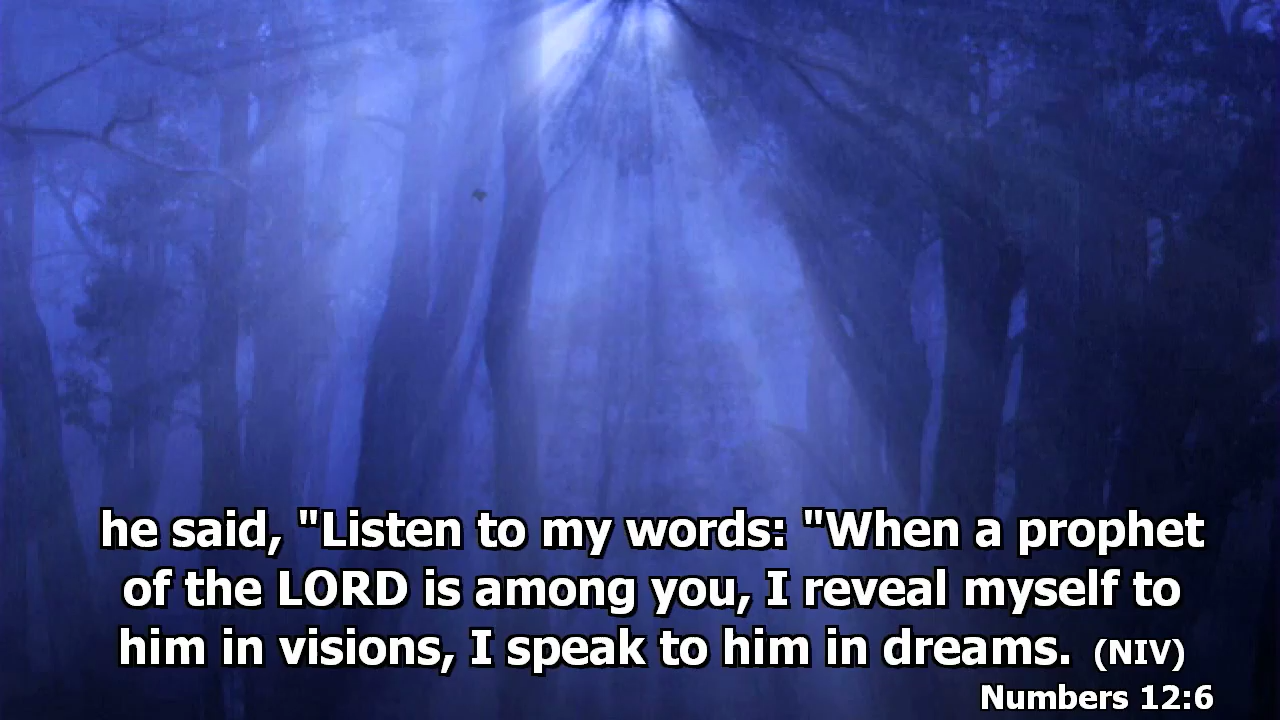 he said, "Listen to my words: "When a prophet
of the LORD is among you, I reveal myself to
him in visions, I speak to him in dreams. (NIV)
Numbers 12:6